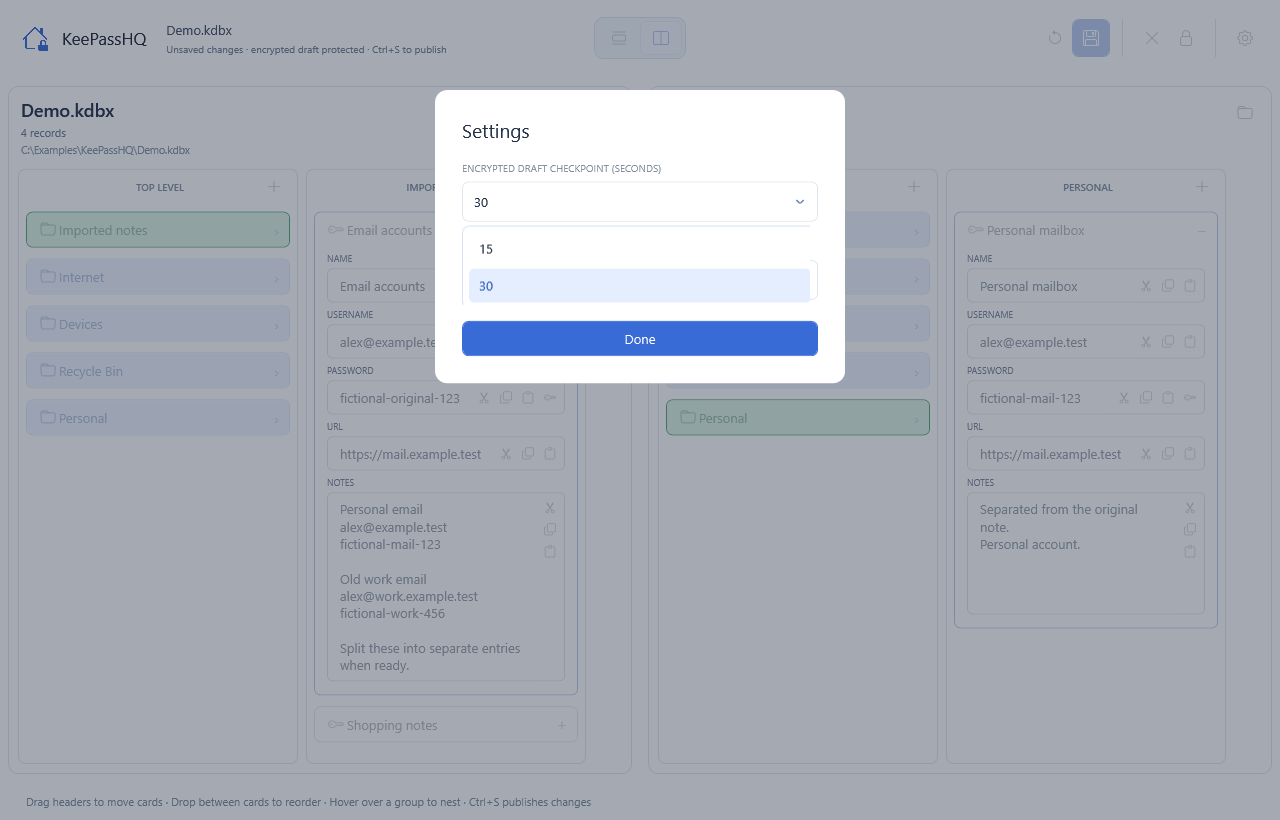 KeePassHQ
Demo.kdbx
Unsaved changes · encrypted draft protected · Ctrl+S to publish
Demo.kdbx
4 records
C:\Examples\KeePassHQ\Demo.kdbx
TOP LEVEL
Imported notes
Internet
Devices
Recycle Bin
Personal
Email accounts
NAME
Email accounts
USERNAME
PASSWORD
fictional-original-123
URL
https://mail.example.test
NOTES
Personal email
alex@example.test
fictional-mail-123
Old work email
alex@work.example.test
fictional-work-456
Split these into separate entries
when ready.
Shopping notes
Settings
ENCRYPTED DRAFT CHECKPOINT (SECONDS)
30
15
30
Done
Personal
PERSONAL
Personal mailbox
NAME
Personal mailbox
USERNAME
alex@example.test
PASSWORD
fictional-mail-123
URL
https://mail.example.test
NOTES
Separated from the original
note.
Personal account.
Drag headers to move cards · Drop between cards to reorder · Hover over a group to nest · Ctrl+S publishes changes